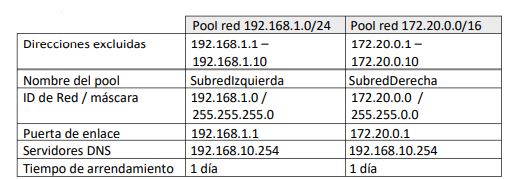 Pool red 192.168.1.0/24 Pool red 172.20.0.0/16
Direcciones excluidas 192.168.1.1 – 172.20.0.1 –
192.168.1.10 172.20.0.10
Nombre del pool SubredIzquierda SubredDerecha
ID de Red / máscara 192.168.1.0 / 172.20.0.0 /
255.255.255.0 255.255.0.0
Puerta de enlace 192.168.1.1 172.20.0.1
Servidores DNS 192.168.10.254 192.168.10.254
Tiempo de arrendamiento 1 día 1 día